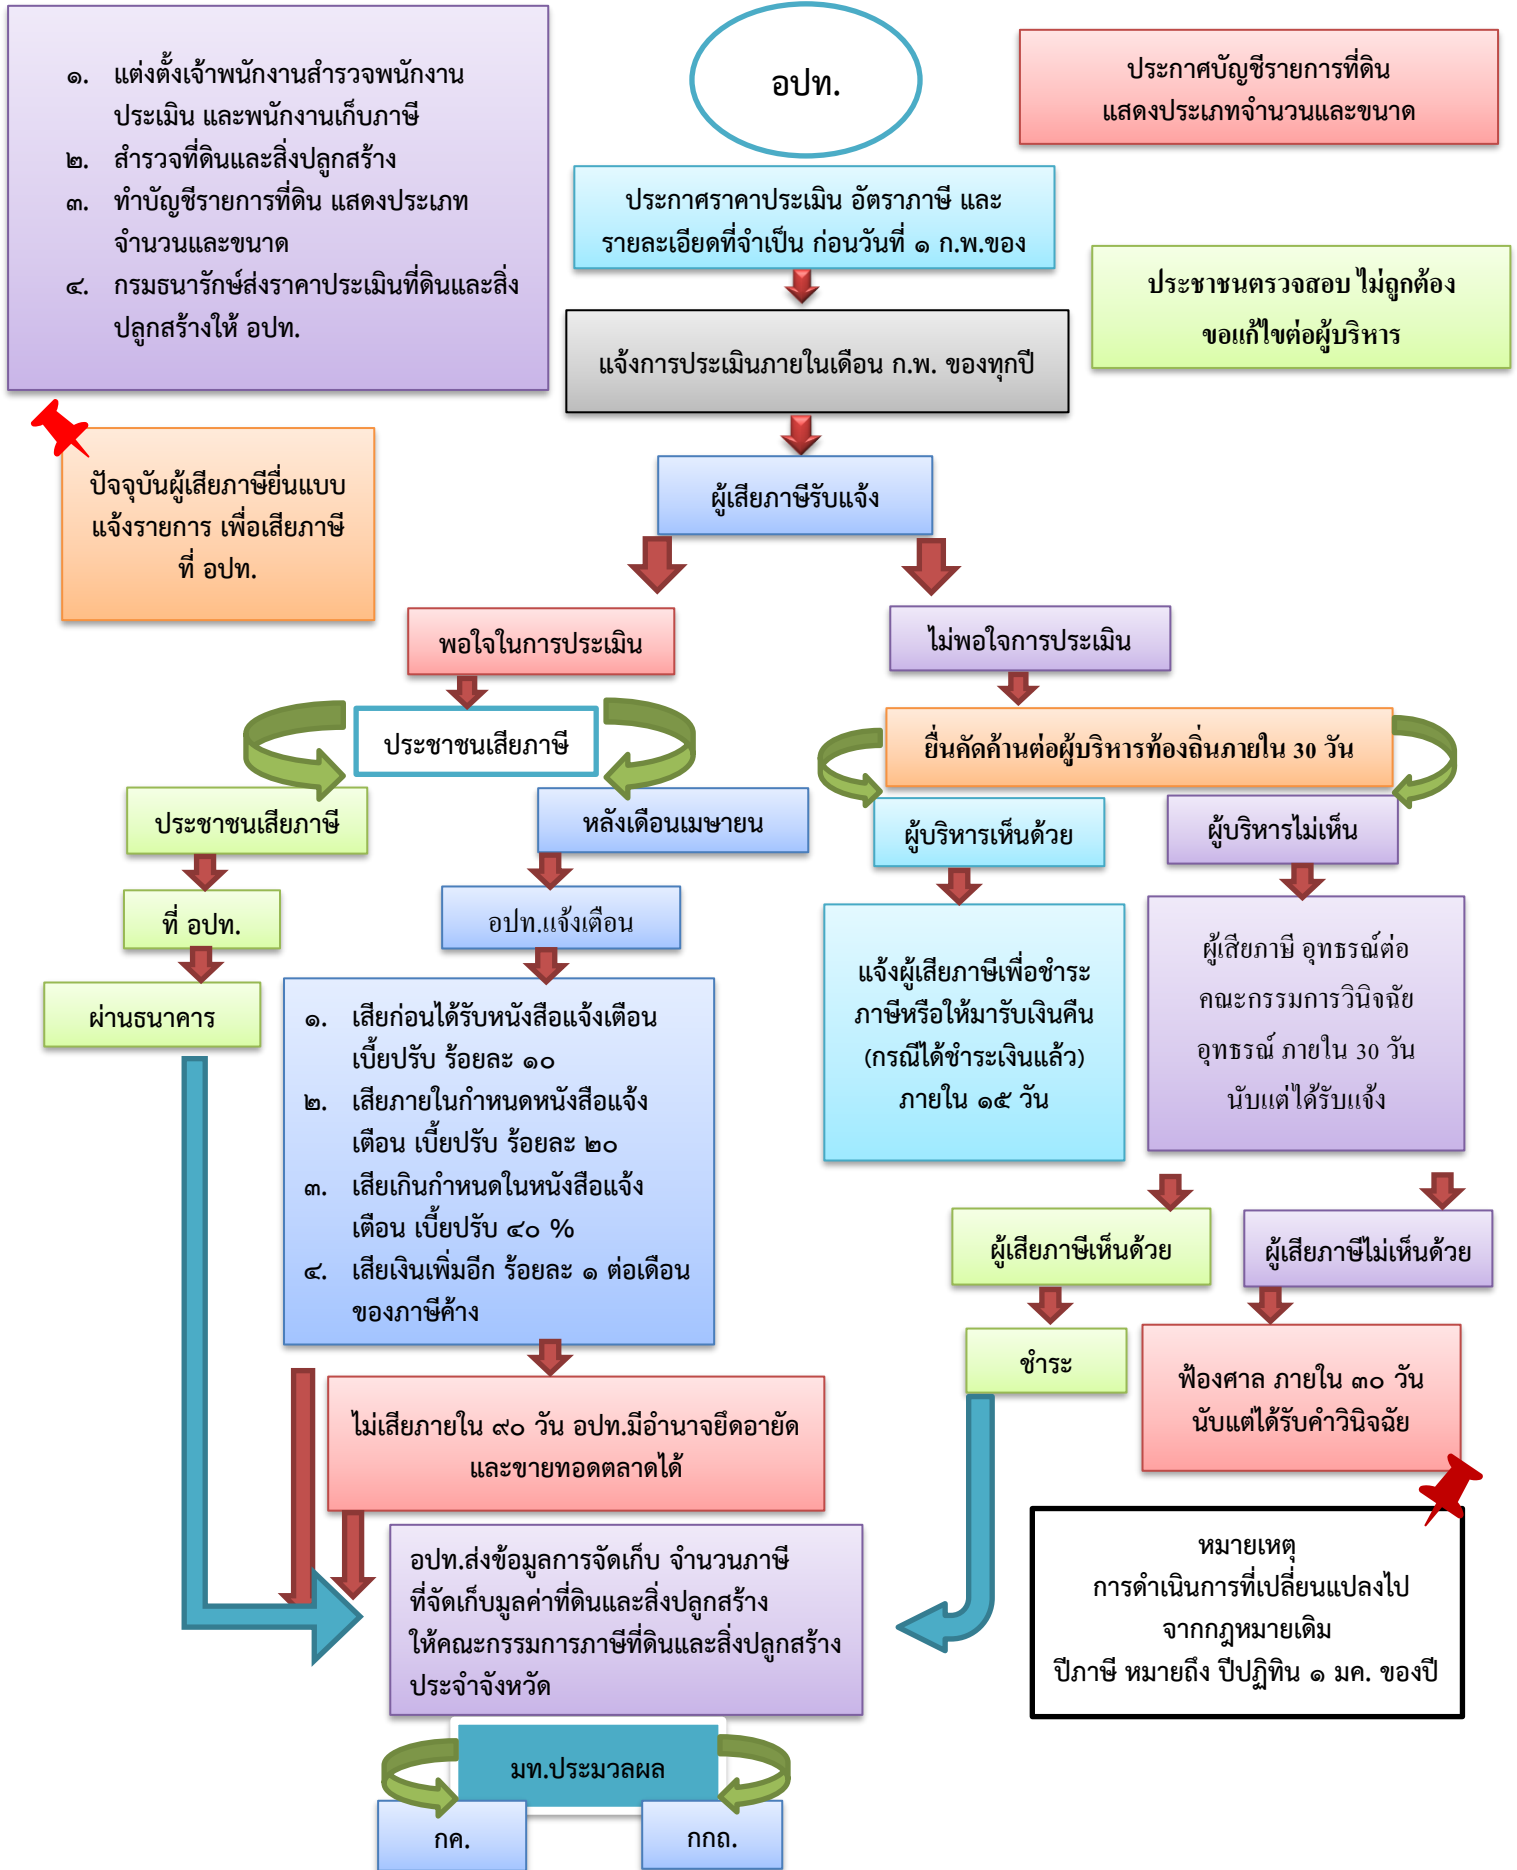 ๑. แต่งตั้งเจ้าพนักงานสำรวจพนักงาน
ประเมิน และพนักงานเก็บภาษี
๒. สำรวจที่ดินและสิ่งปลูกสร้าง
๓. ทำบัญชีรายการที่ดิน แสดงประเภท
จำนวนและขนาด
๔. กรมธนารักษ์ส่งราคาประเมินที่ดินและสิ่ง
ปลูกสร้างให้ อปท.
อปท.
ประกาศบัญชีรายการที่ดิน
แสดงประเภทจำนวนและขนาด
ประกาศราคาประเมิน อัตราภาษี และ
รายละเอียดที่จำเป็น ก่อนวันที่ ๑ ก.พ.ของ
ประชาชนตรวจสอบ ไม่ถูกต้อง
ขอแก้ไขต่อผู้บริหาร
แจ้งการประเมินภายในเดือน ก.พ. ของทุกปี
ปัจจุบันผู้เสียภาษียื่นแบบ
แจ้งรายการ เพื่อเสียภาษี
ที่ อปท.
ผู้เสียภาษีรับแจ้ง
พอใจในการประเมิน
ไม่พอใจการประเมิน
ประชาชนเสียภาษี
ยื่นคัดค้านต่อผู้บริหารท้องถิ่นภายใน 30 วัน
ประชาชนเสียภาษี
หลังเดือนเมษายน
ผู้บริหารเห็นด้วย
ผู้บริหารไม่เห็น
ที่ อปท.
อปท.แจ้งเตือน
ผ่านธนาคาร
๑. เสียก่อนได้รับหนังสือแจ้งเตือน
เบี้ยปรับ ร้อยละ ๑๐
๒. เสียภายในกำหนดหนังสือแจ้ง
เตือน เบี้ยปรับ ร้อยละ ๒๐
๓. เสียเกินกำหนดในหนังสือแจ้ง
เตือน เบี้ยปรับ ๔๐ %
๔. เสียเงินเพิ่มอีก ร้อยละ ๑ ต่อเดือน
ของภาษีค้าง
แจ้งผู้เสียภาษีเพื่อชำระ
ภาษีหรือให้มารับเงินคืน
(กรณีได้ชำระเงินแล้ว)
ภายใน ๑๕ วัน
ผู้เสียภาษี อุทธรณ์ต่อ
คณะกรรมการวินิจฉัย
อุทธรณ์ ภายใน 30 วัน
นับแต่ได้รับแจ้ง
ผู้เสียภาษีเห็นด้วย
ผู้เสียภาษีไม่เห็นด้วย
ชำระ
ฟ้องศาล ภายใน ๓๐ วัน
นับแต่ได้รับคำวินิจฉัย
ไม่เสียภายใน ๙๐ วัน อปท.มีอำนาจยึดอายัด
และขายทอดตลาดได้
อปท.ส่งข้อมูลการจัดเก็บ จำนวนภาษี
ที่จัดเก็บมูลค่าที่ดินและสิ่งปลูกสร้าง
ให้คณะกรรมการภาษีที่ดินและสิ่งปลูกสร้าง
ประจำจังหวัด
หมายเหตุ
การดำเนินการที่เปลี่ยนแปลงไป
จากกฎหมายเดิม
ปีภาษี หมายถึง ปีปฏิทิน ๑ มค. ของปี
มท.ประมวลผล
กค.
กกถ.